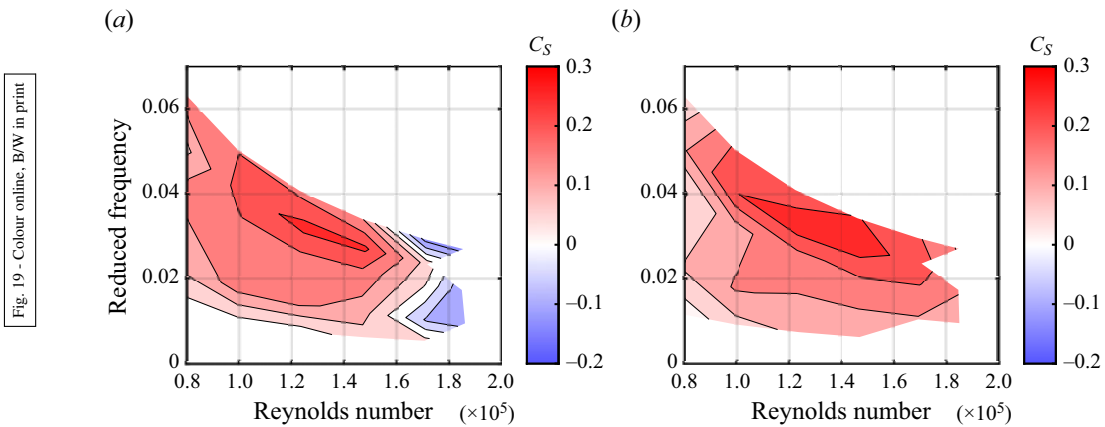 Fig. 19 - Colour online, B/W in print
(a)
C_S
0.3
0.2
0.1
0
–0.1
–0.2
0.06
0.04
0.02
0
Reduced frequency
0.8 1.0 1.2 1.4 1.6 1.8 2.0
Reynolds number (×10⁵)
(b)
C_S
0.3
0.2
0.1
0
–0.1
–0.2
0.06
0.04
0.02
0
0.8 1.0 1.2 1.4 1.6 1.8 2.0
Reynolds number (×10⁵)